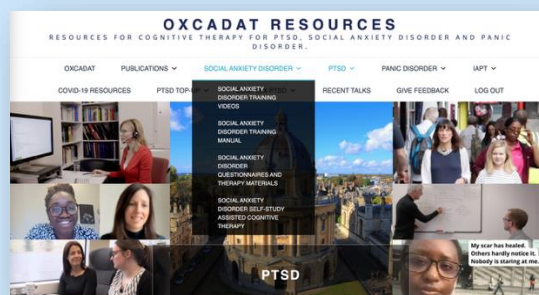 OXCADAT RESOURCES
RESOURCES FOR COGNITIVE THERAPY FOR PTSD, SOCIAL ANXIETY DISORDER AND PANIC
DISORDER.
OXCADAT PUBLICATIONS SOCIAL ANXIETY DISORDER PTSD PANIC DISORDER IAPT
COVID-19 RESOURCES PTSD TOP-UP RECENT TALKS GIVE FEEDBACK LOG OUT
SOCIAL ANXIETY
DISORDER TRAINING
VIDEOS
SOCIAL ANXIETY
DISORDER TRAINING
MANUAL
SOCIAL ANXIETY
DISORDER
QUESTIONNAIRES AND
THERAPY MATERIALS
SOCIAL ANXIETY
DISORDER SELF-STUDY
ASSISTED COGNITIVE
THERAPY
PTSD
My scar has healed.
Others hardly notice it.
Nobody is staring at me.